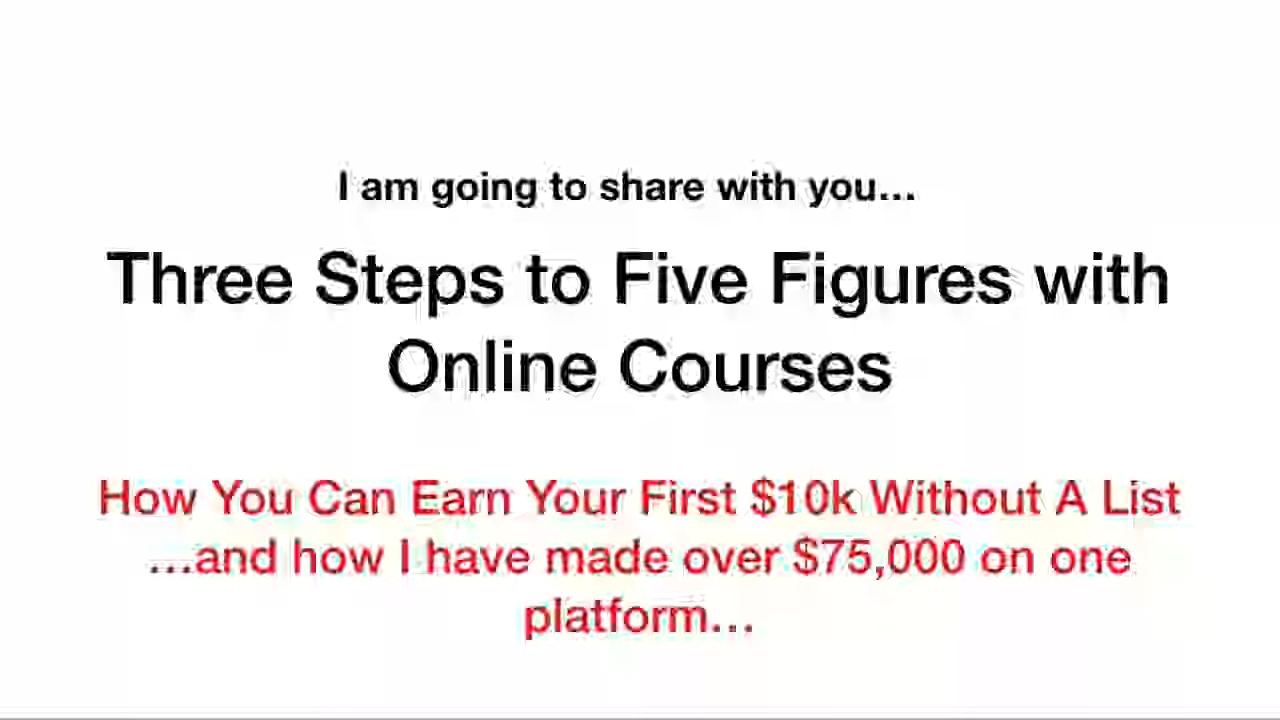 I am going to share with you...
Three Steps to Five Figures with
Online Courses
How You Can Earn Your First $10k Without A List
...and how I have made over $75,000 on one
platform...